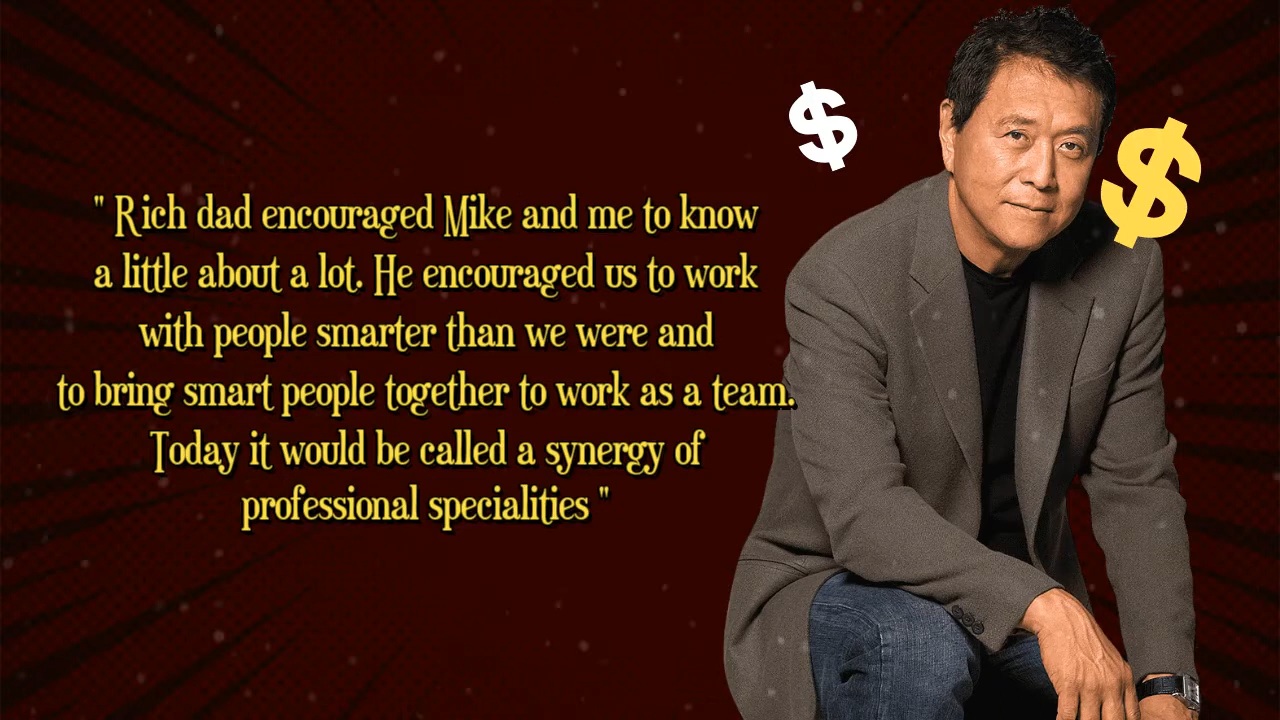 " Rich dad encouraged Mike and me to know
a little about a lot. He encouraged us to work
with people smarter than we were and
to bring smart people together to work as a team.
Today it would be called a synergy of
professional specialities "
$
$